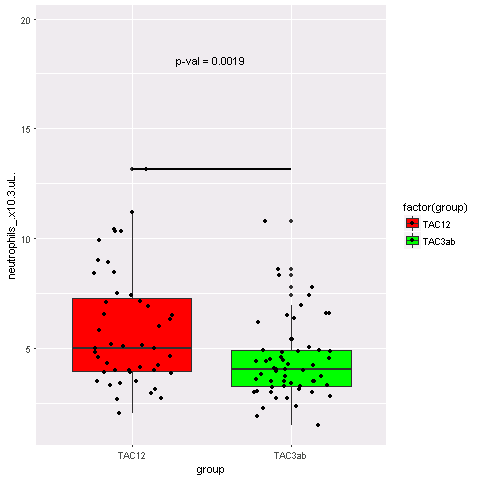 20
p-val = 0.0019
15
10
5
neutrophils_.x10.3.uL.
TAC12
TAC3ab
group
factor(group)
TAC12
TAC3ab